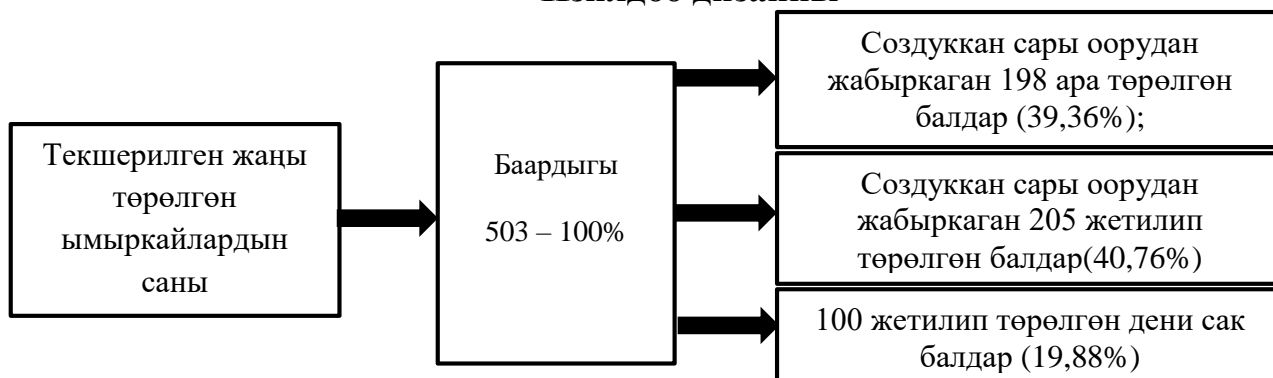 Текшерилген жаңы
төрөлгөн
ымыркайлардын
саны
Баардыгы
503 – 100%
Создуккан сары оорудан
жабыркаган 198 ара төрөлгөн
балдар (39,36%);
Создуккан сары оорудан
жабыркаган 205 жетилип
төрөлгөн балдар(40,76%)
100 жетилип төрөлгөн дени сак
балдар (19,88%)